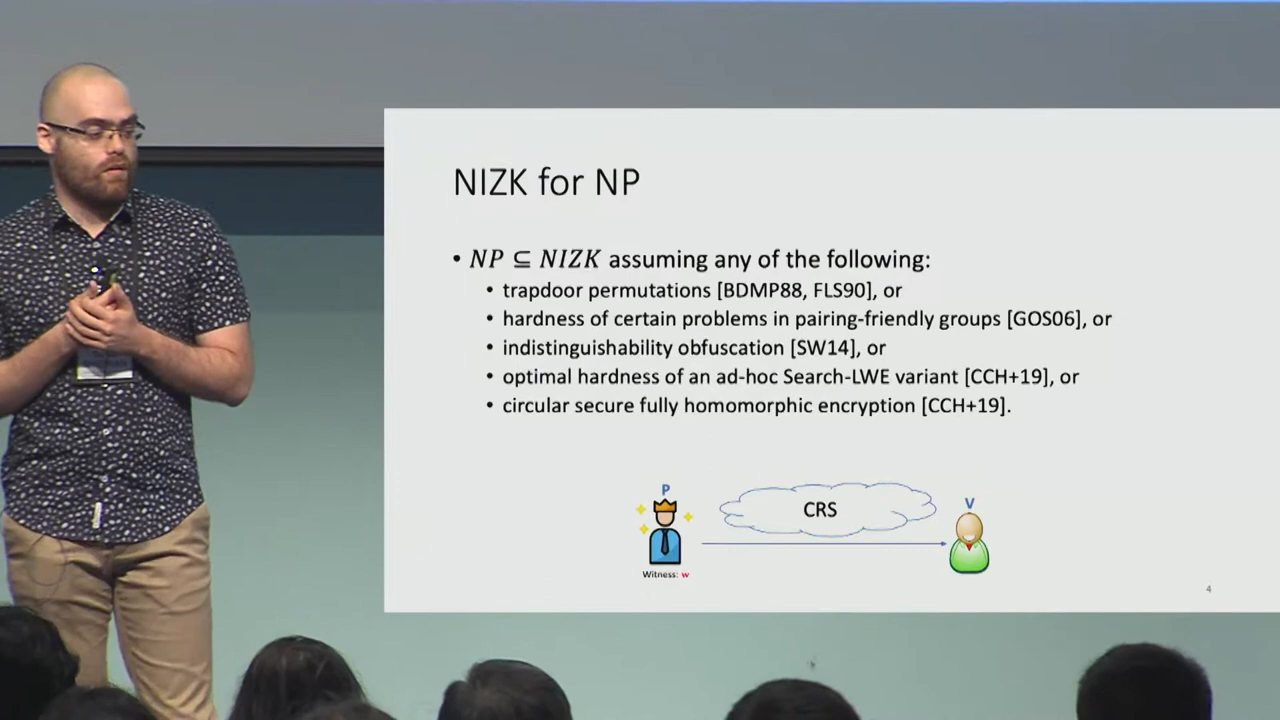 NIZK for NP
• NP ⊆ NIZK assuming any of the following:
• trapdoor permutations [BDMP88, FLS90], or
• hardness of certain problems in pairing-friendly groups [GOS06], or
• indistinguishability obfuscation [SW14], or
• optimal hardness of an ad-hoc Search-LWE variant [CCH+19], or
• circular secure fully homomorphic encryption [CCH+19].
P
CRS
V
Witness: w
4